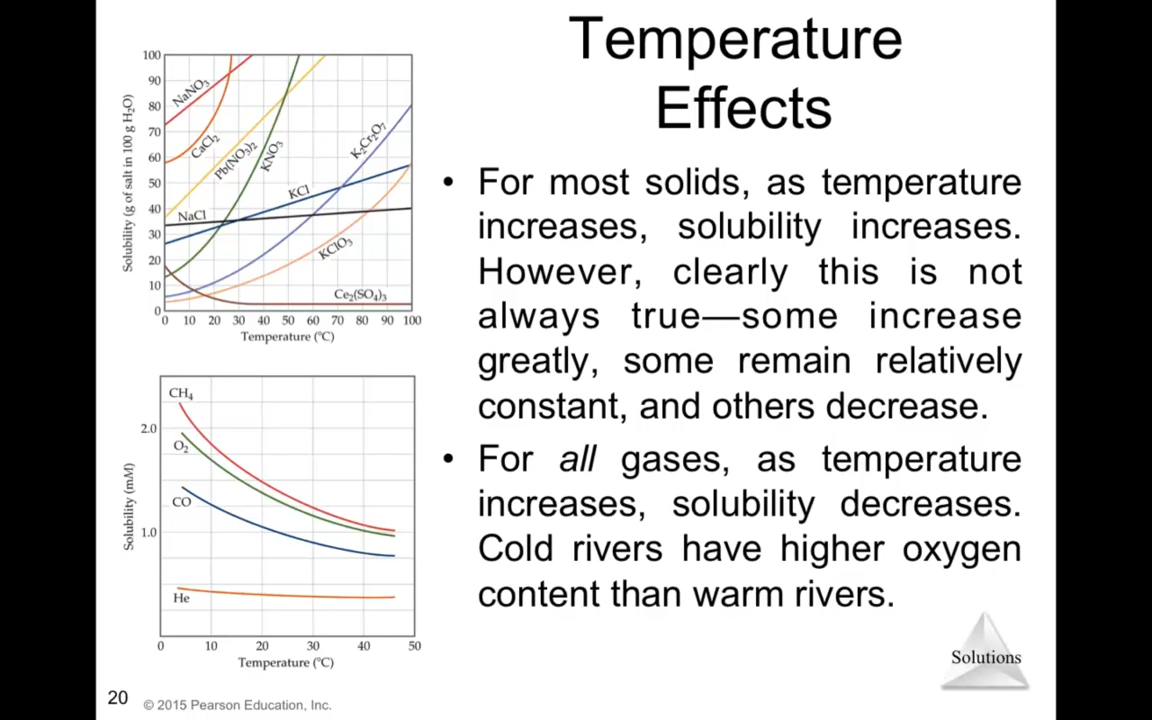 Temperature
Effects
100
90
80
70
60
50
40
30
20
10
0
Solubility (g of salt in 100 g H₂O)
NaNO₃
CaCl₂
Pb(NO₃)₂
KNO₃
K₂Cr₂O₇
KCl
NaCl
KClO₃
Ce₂(SO₄)₃
0 10 20 30 40 50 60 70 80 90 100
Temperature (°C)
• For most solids, as temperature
increases, solubility increases.
However, clearly this is not
always true—some increase
greatly, some remain relatively
constant, and others decrease.
• For all gases, as temperature
increases, solubility decreases.
Cold rivers have higher oxygen
content than warm rivers.
CH₄
2.0
O₂
CO
Solubility (mM)
1.0
He
0 10 20 30 40 50
Temperature (°C)
Solutions
20 © 2015 Pearson Education, Inc.